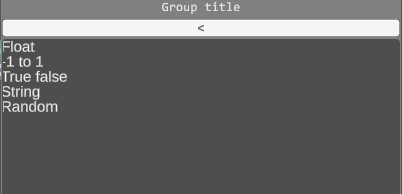 Group title
<
Float
-1 to 1
True false
String
Random